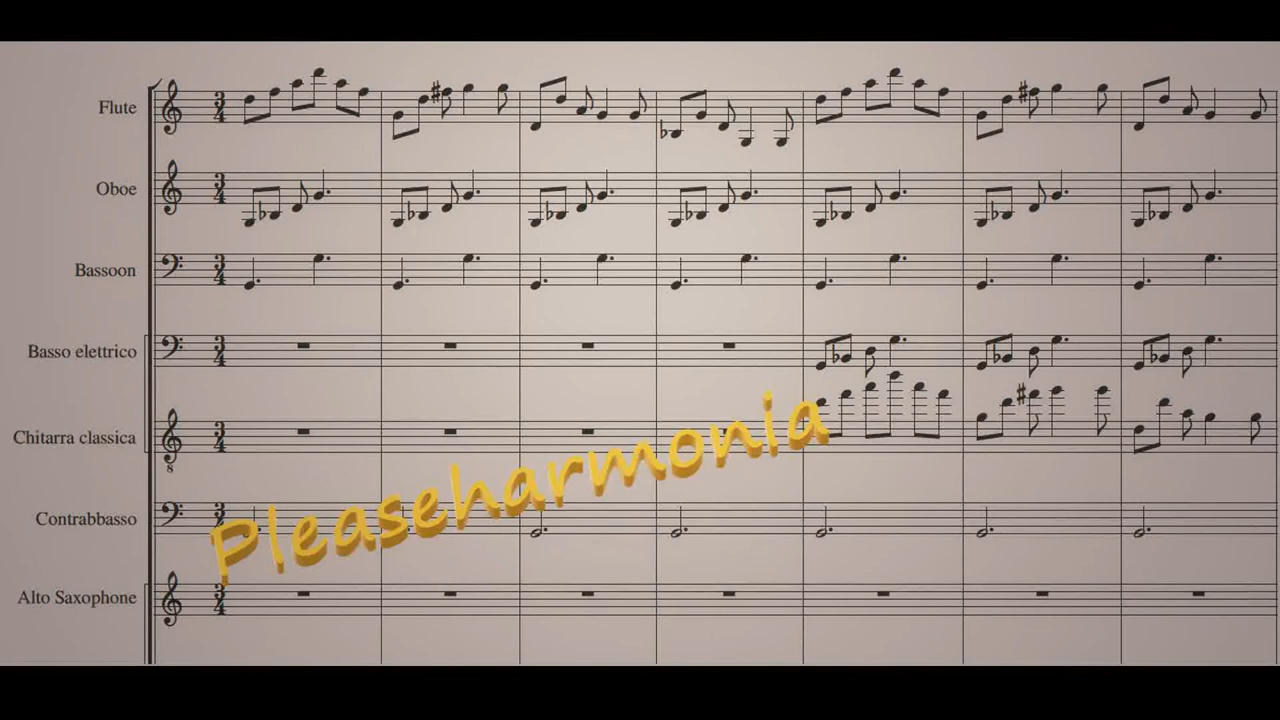 Flute
Oboe
Bassoon
Basso elettrico
Chitarra classica
Contrabbasso
Alto Saxophone
Pleaseharmonia